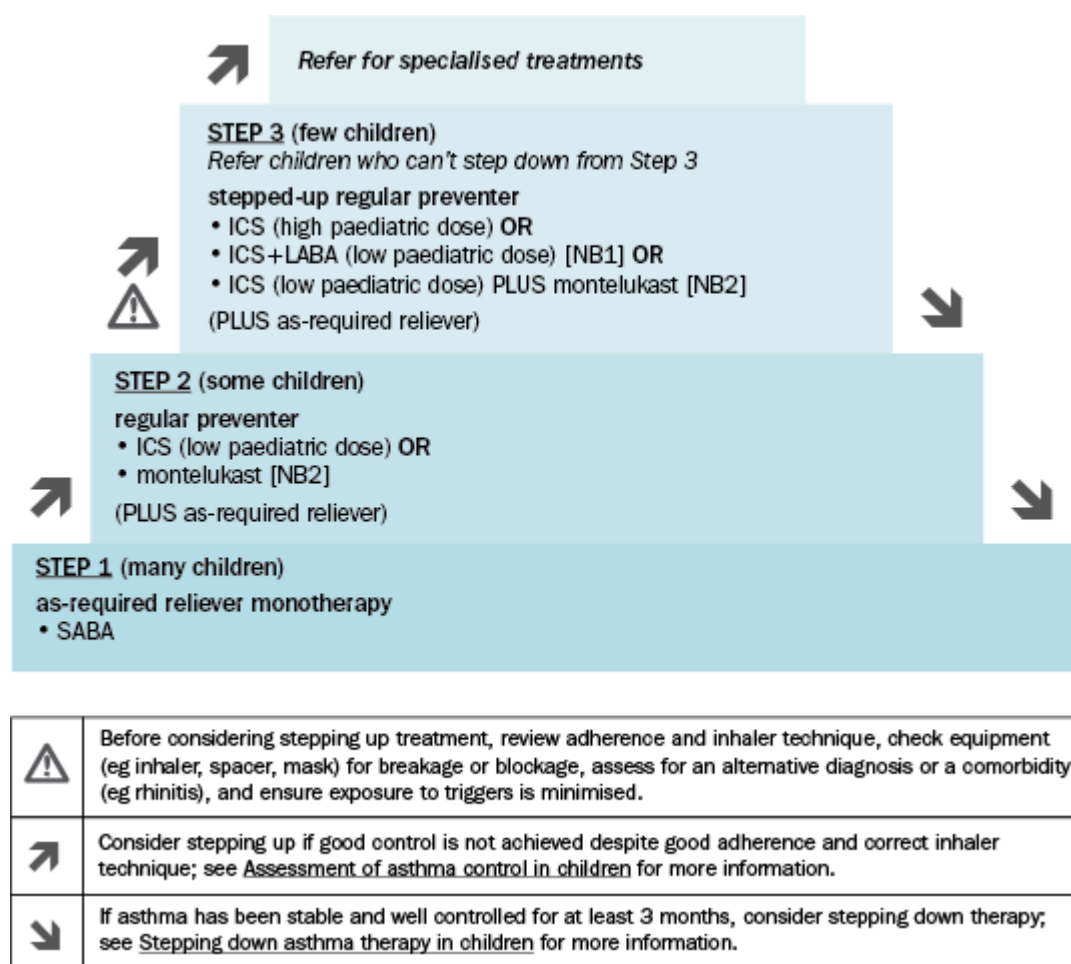 Refer for specialised treatments
STEP 3 (few children)
Refer children who can't step down from Step 3
stepped-up regular preventer
• ICS (high paediatric dose) OR
• ICS+LABA (low paediatric dose) [NB1] OR
• ICS (low paediatric dose) PLUS montelukast [NB2]
(PLUS as-required reliever)
STEP 2 (some children)
regular preventer
• ICS (low paediatric dose) OR
• montelukast [NB2]
(PLUS as-required reliever)
STEP 1 (many children)
as-required reliever monotherapy
• SABA
Before considering stepping up treatment, review adherence and inhaler technique, check equipment
(eg inhaler, spacer, mask) for breakage or blockage, assess for an alternative diagnosis or a comorbidity
(eg rhinitis), and ensure exposure to triggers is minimised.
Consider stepping up if good control is not achieved despite good adherence and correct inhaler
technique; see Assessment of asthma control in children for more information.
If asthma has been stable and well controlled for at least 3 months, consider stepping down therapy;
see Stepping down asthma therapy in children for more information.